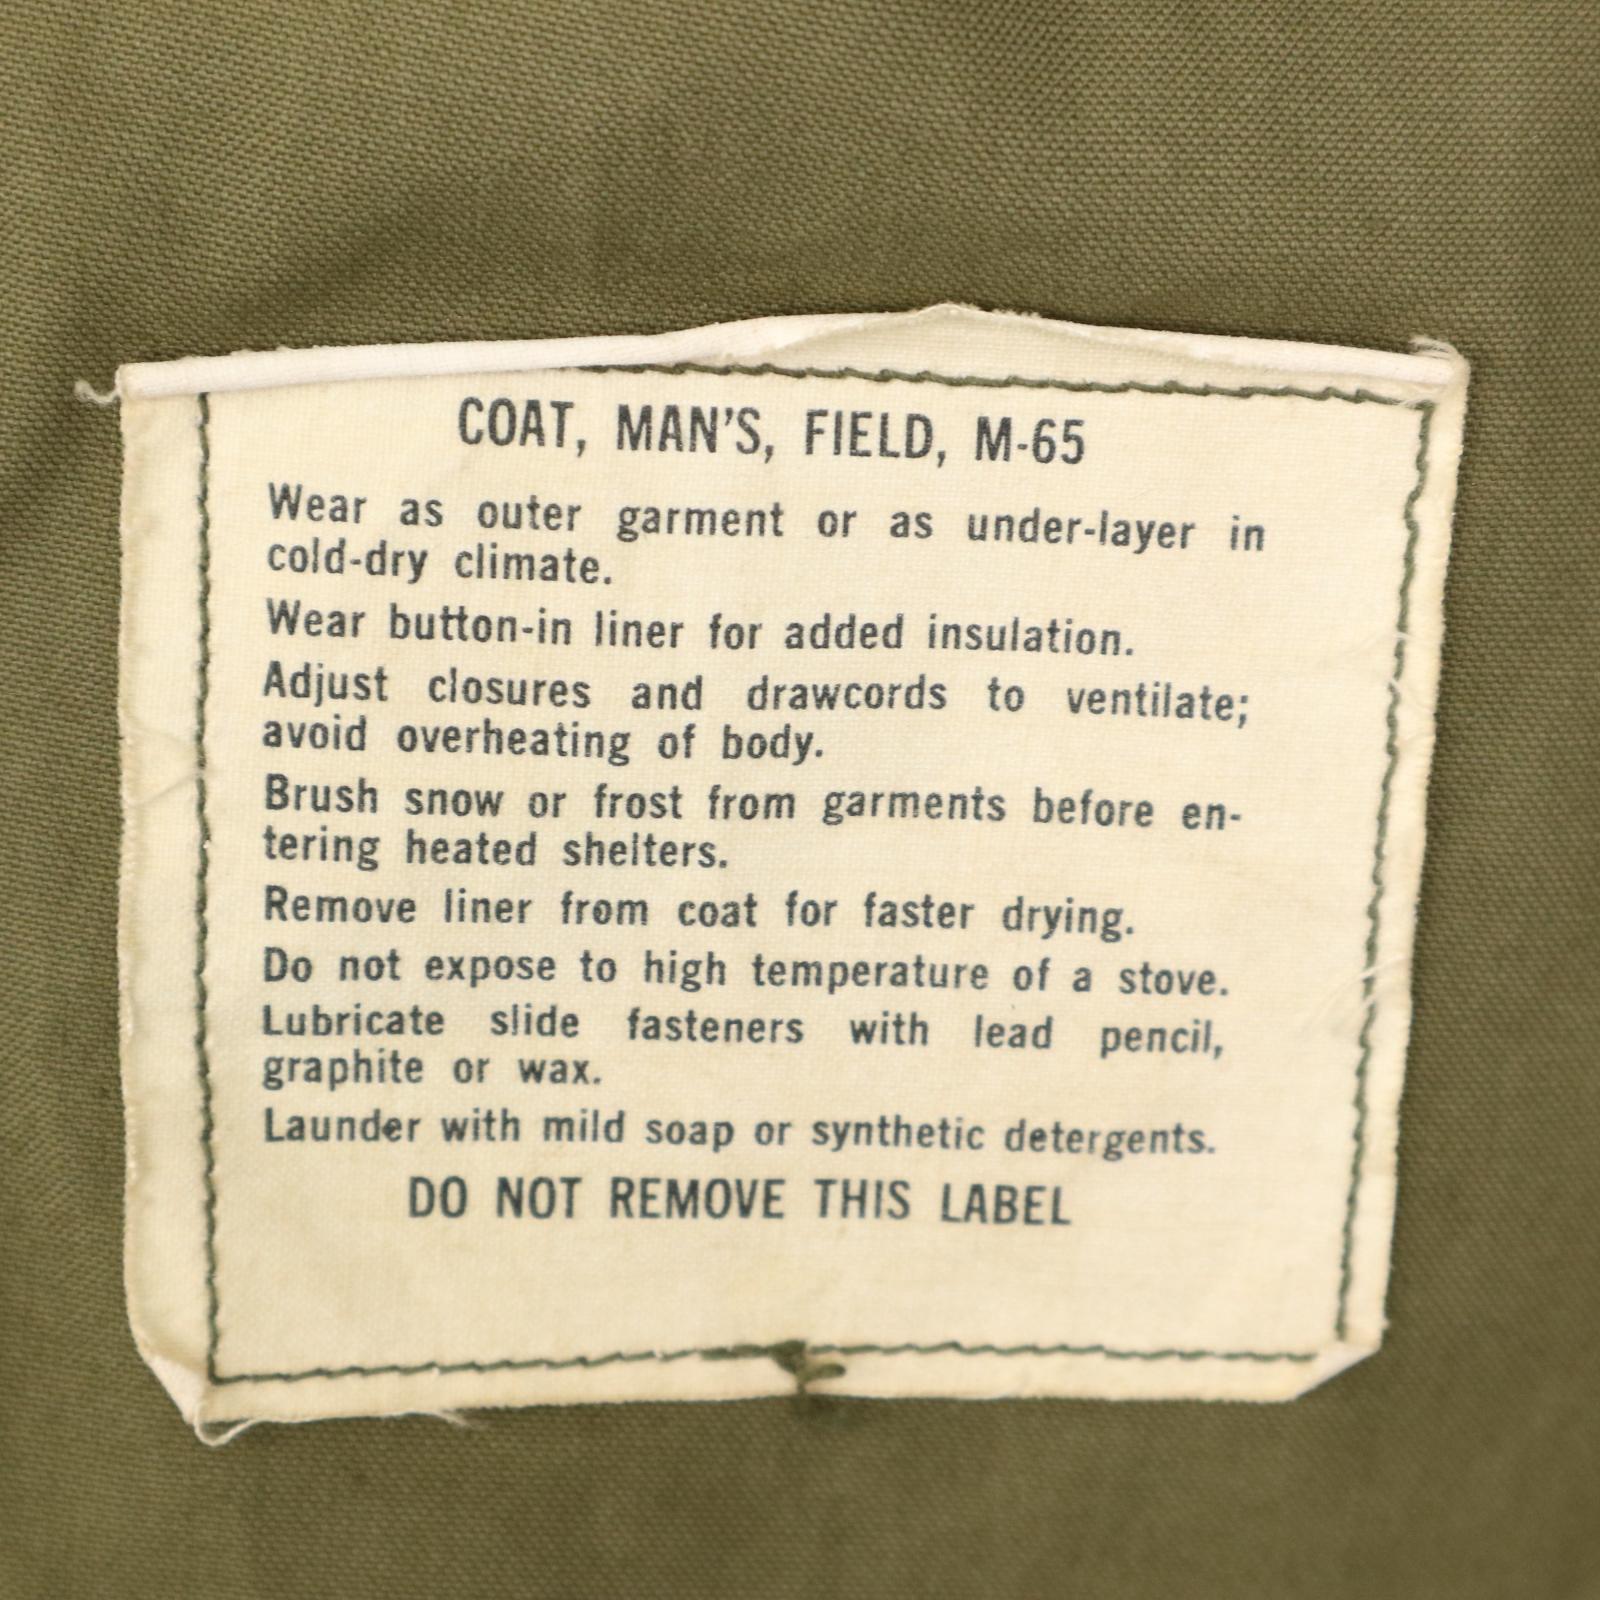 COAT, MAN'S, FIELD, M-65
Wear as outer garment or as under-layer in
cold-dry climate.
Wear button-in liner for added insulation.
Adjust closures and drawcords to ventilate;
avoid overheating of body.
Brush snow or frost from garments before en-
tering heated shelters.
Remove liner from coat for faster drying.
Do not expose to high temperature of a stove.
Lubricate slide fasteners with lead pencil,
graphite or wax.
Launder with mild soap or synthetic detergents.
DO NOT REMOVE THIS LABEL